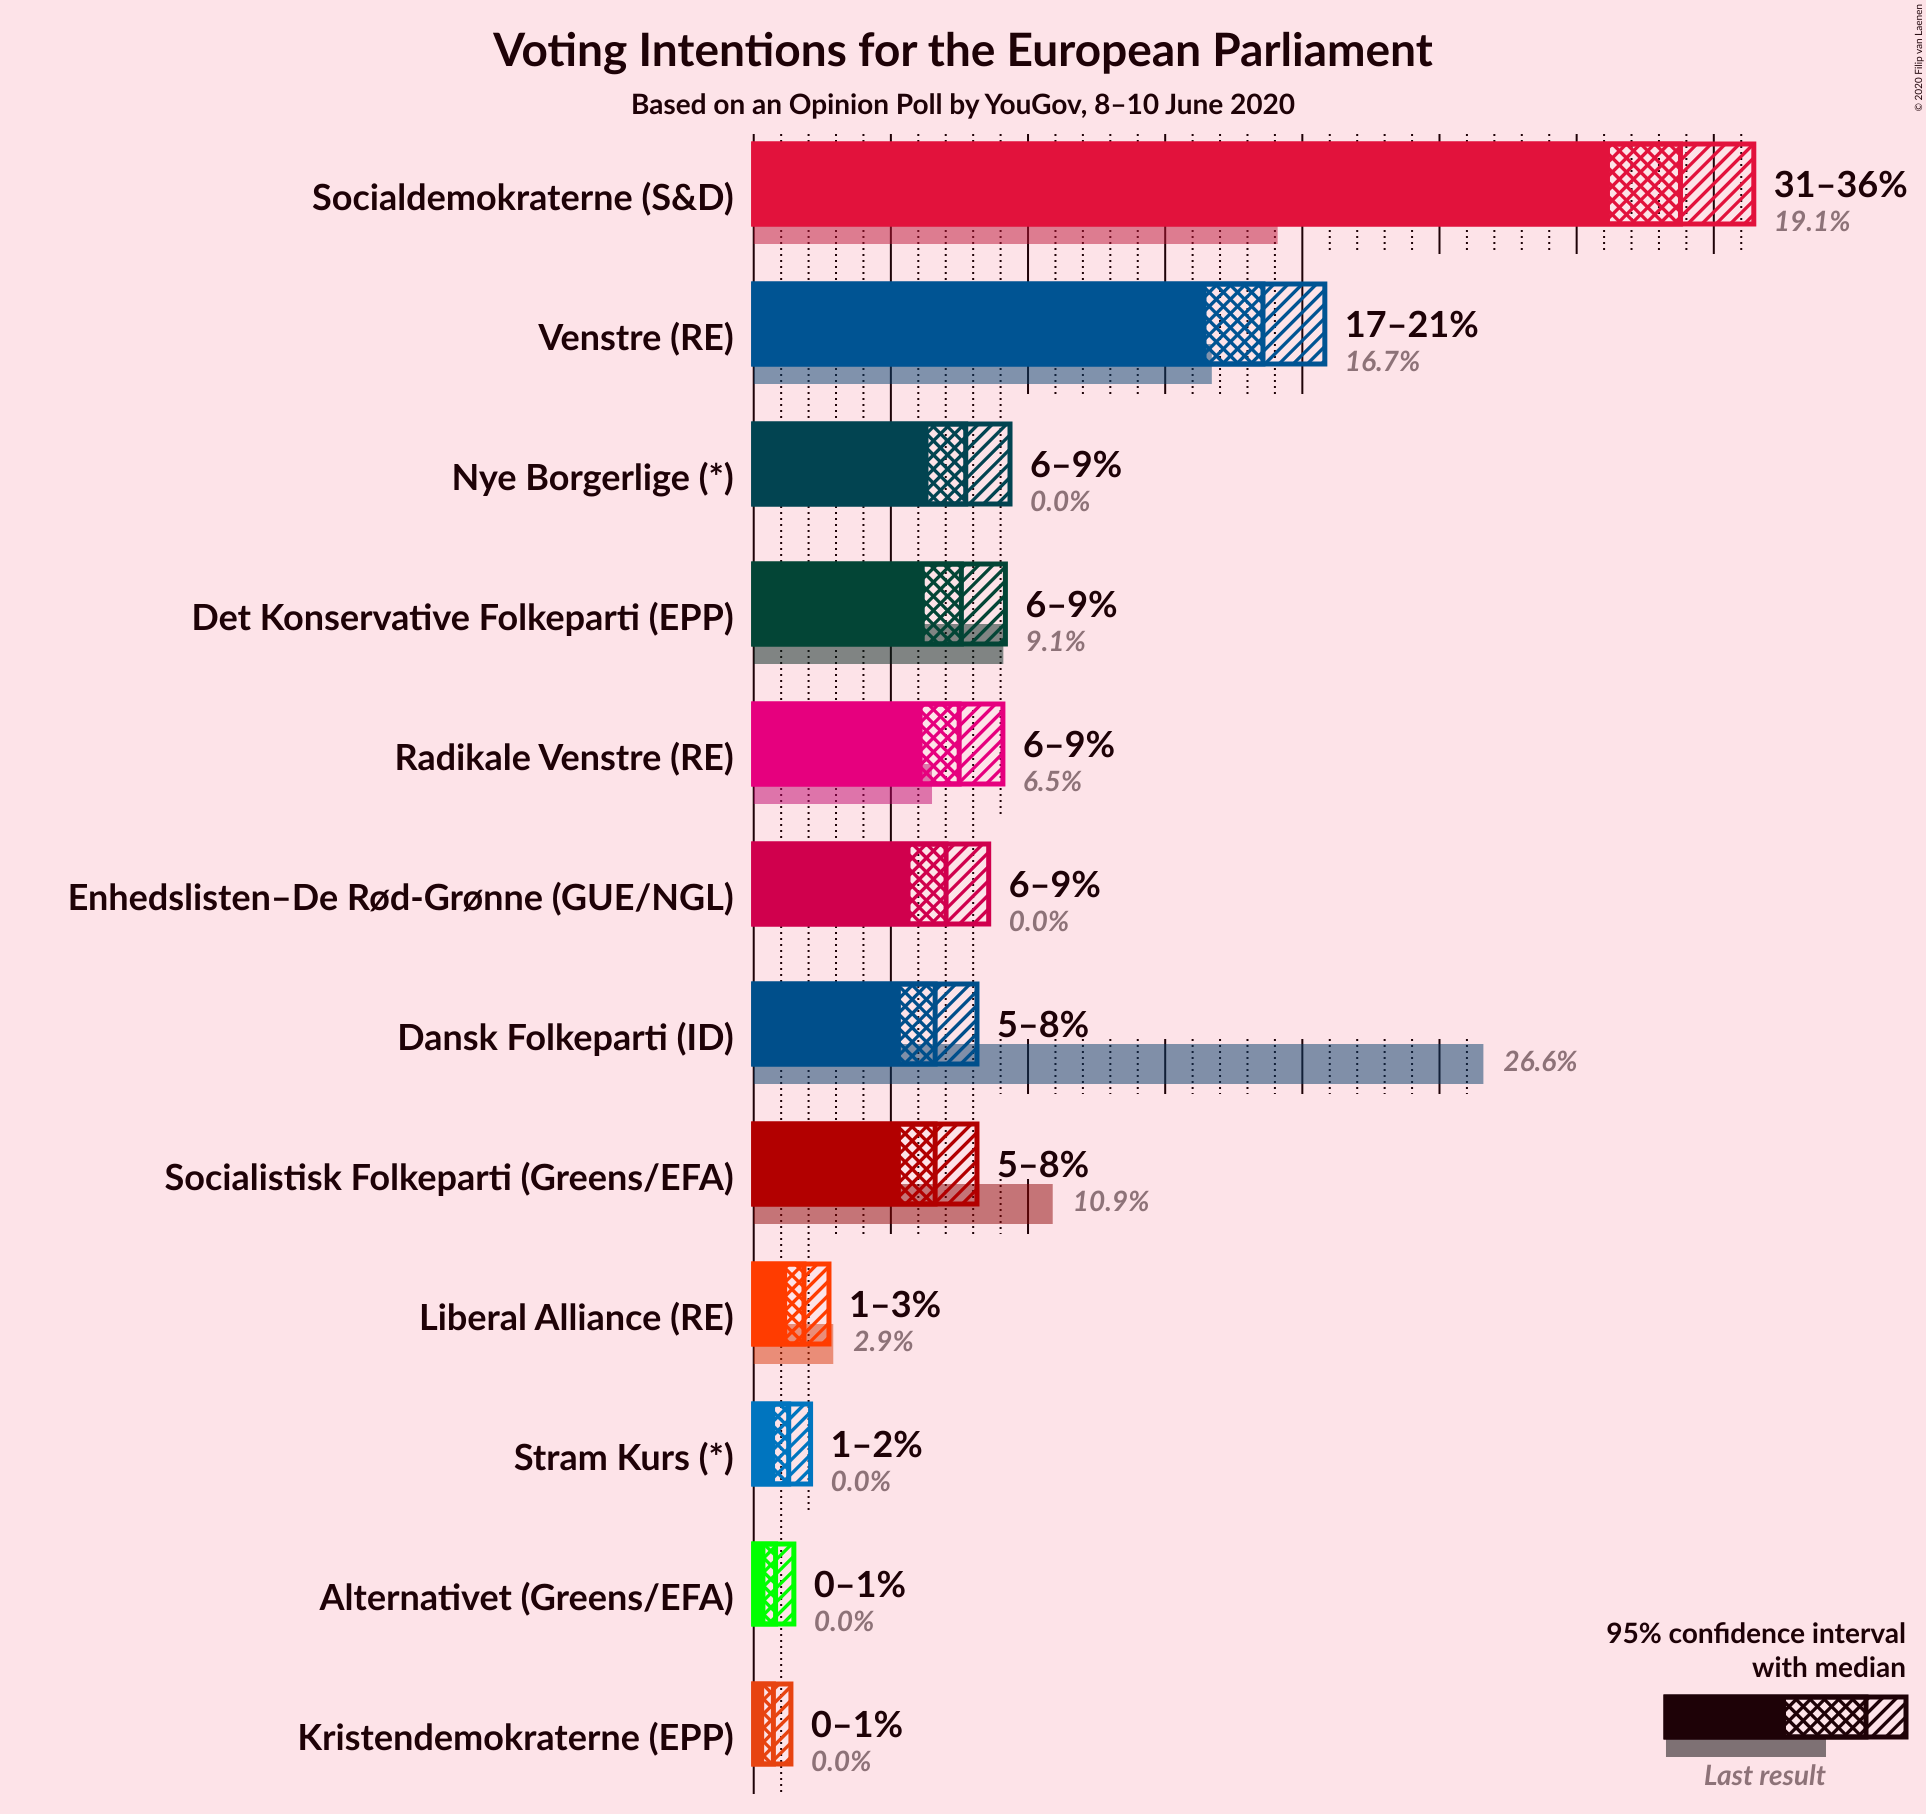 Voting Intentions for the European Parliament
Based on an Opinion Poll by YouGov, 8–10 June 2020
© 2020 Filip van Laenen
Socialdemokraterne (S&D)
31–36%
19.1%
Venstre (RE)
17–21%
16.7%
Nye Borgerlige (*)
6–9%
0.0%
Det Konservative Folkeparti (EPP)
6–9%
9.1%
Radikale Venstre (RE)
6–9%
6.5%
Enhedslisten–De Rød-Grønne (GUE/NGL)
6–9%
0.0%
Dansk Folkeparti (ID)
5–8%
26.6%
Socialistisk Folkeparti (Greens/EFA)
5–8%
10.9%
Liberal Alliance (RE)
1–3%
2.9%
Stram Kurs (*)
1–2%
0.0%
Alternativet (Greens/EFA)
0–1%
0.0%
Kristendemokraterne (EPP)
0–1%
0.0%
95% confidence interval
with median
Last result